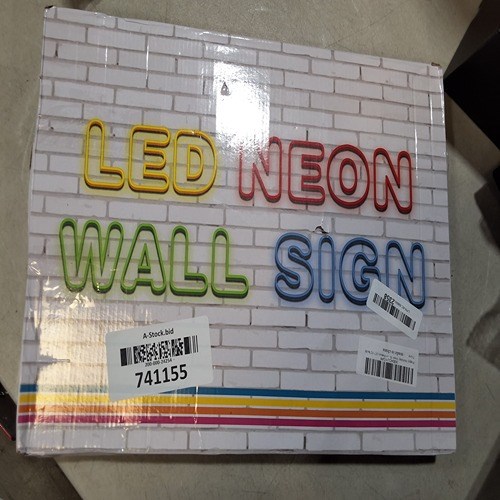 LED NEON
WALL SIGN
A-Stock.bid
741155